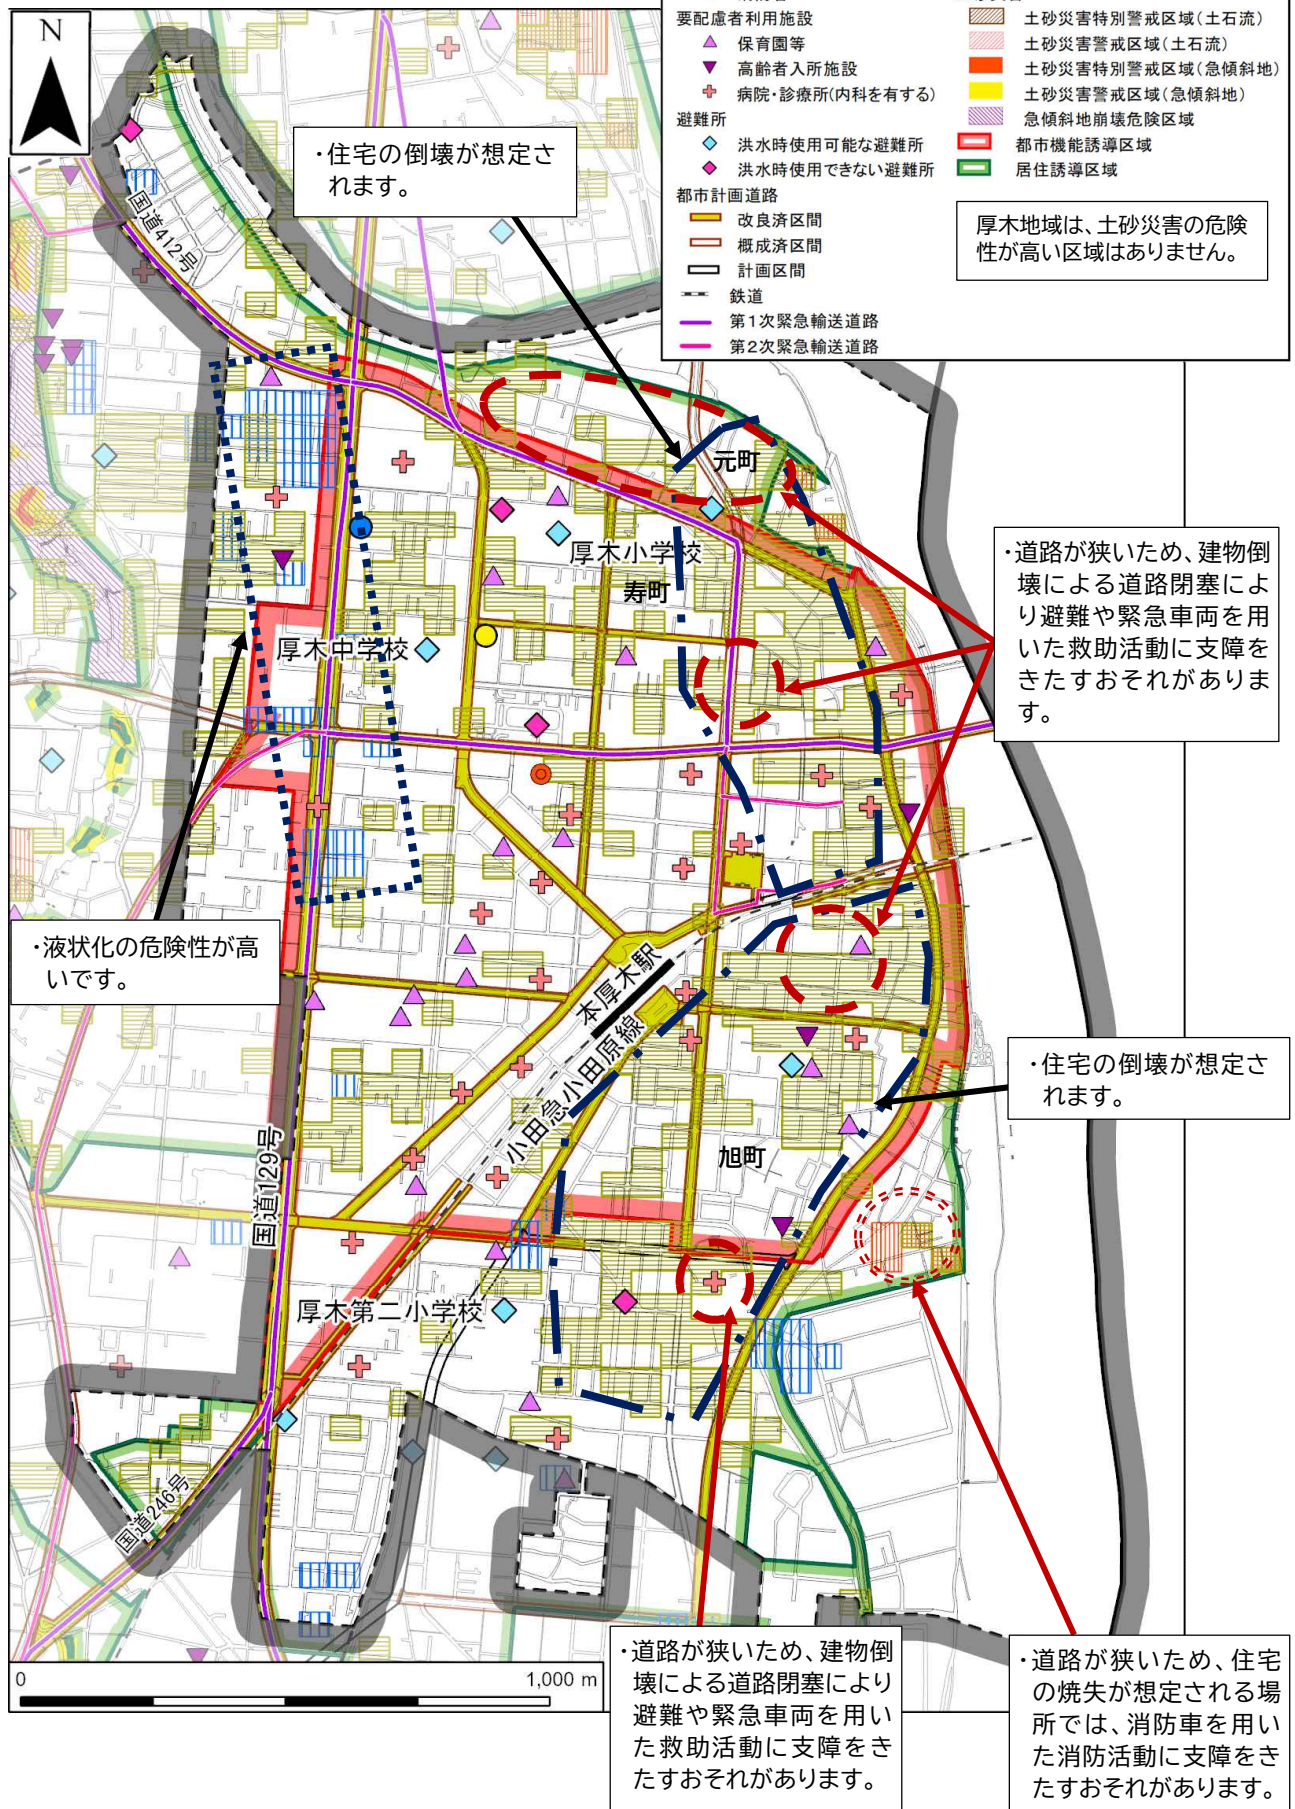 N
要配慮者利用施設
保育園等
高齢者入所施設
病院・診療所(内科を有する)
避難所
洪水時使用可能な避難所
洪水時使用できない避難所
都市計画道路
改良済区間
概成済区間
計画区間
鉄道
第1次緊急輸送道路
第2次緊急輸送道路
土砂災害特別警戒区域(土石流)
土砂災害警戒区域(土石流)
土砂災害特別警戒区域(急傾斜地)
土砂災害警戒区域(急傾斜地)
急傾斜地崩壊危険区域
都市機能誘導区域
居住誘導区域
厚木地域は、土砂災害の危険
性が高い区域はありません。
・住宅の倒壊が想定さ
れます。
国道412号
元町
厚木小学校
寿町
厚木中学校
・道路が狭いため、建物倒
壊による道路閉塞によ
り避難や緊急車両を用
いた救助活動に支障を
きたすおそれがありま
す。
・液状化の危険性が高
いです。
本厚木駅
小田急小田原線
・住宅の倒壊が想定さ
れます。
旭町
国道129号
厚木第二小学校
国道246号
0
1,000 m
・道路が狭いため、建物倒
壊による道路閉塞により
避難や緊急車両を用い
た救助活動に支障をき
たすおそれがあります。
・道路が狭いため、住宅
の焼失が想定される場
所では、消防車を用い
た消防活動に支障をき
たすおそれがあります。